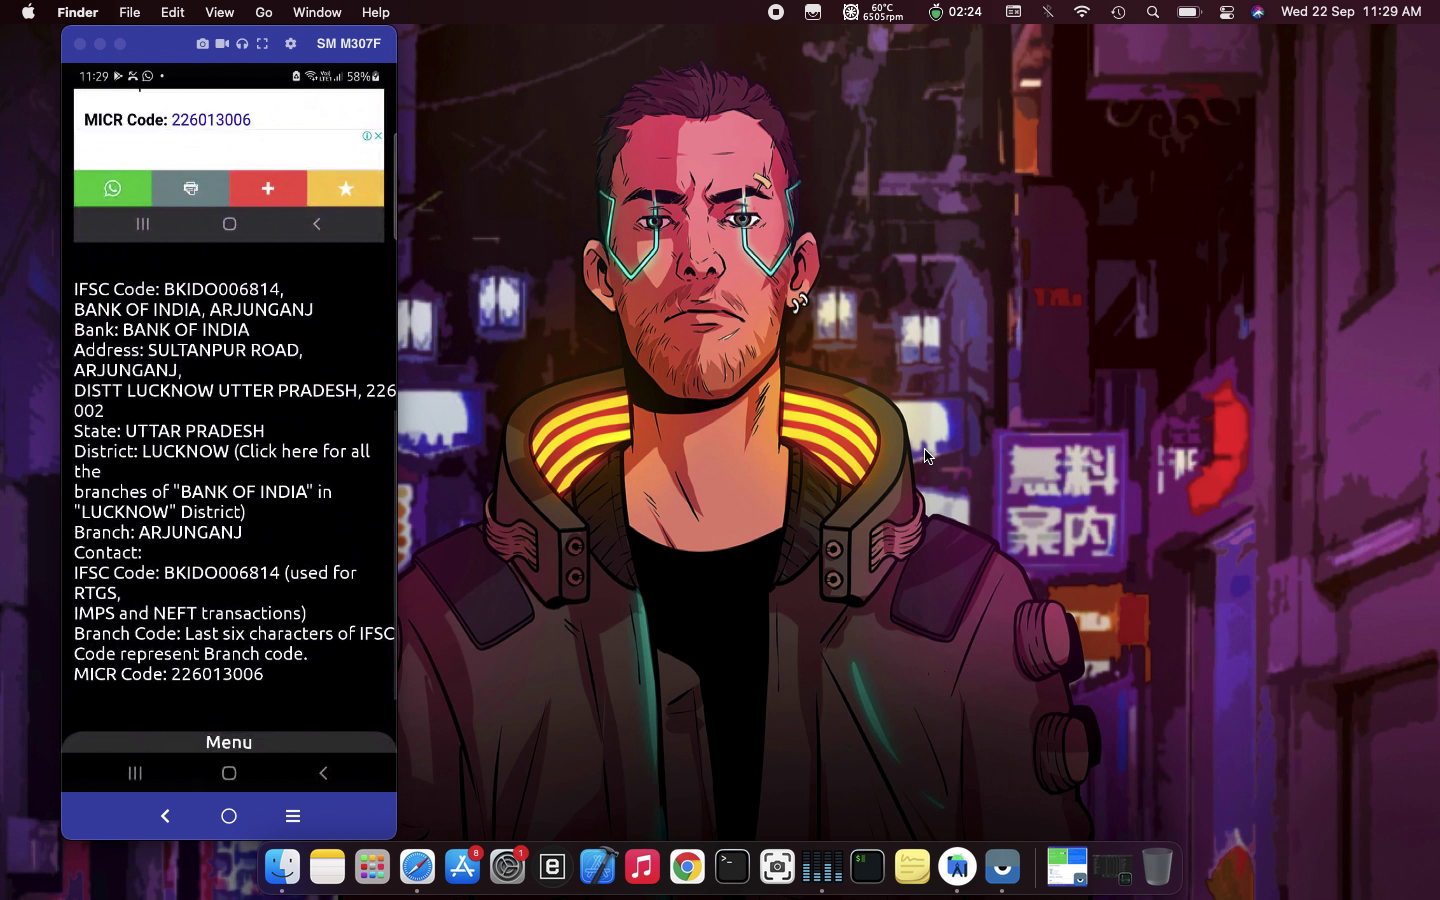 Finder File Edit View Go Window Help
60°C
6505rpm
02:24
Wed 22 Sep 11:29 AM
SM M307F
11:29
58%
MICR Code: 226013006
IFSC Code: BKIDO006814,
BANK OF INDIA, ARJUNGANJ
Bank: BANK OF INDIA
Address: SULTANPUR ROAD,
ARJUNGANJ,
DISTT LUCKNOW UTTER PRADESH, 226
002
State: UTTAR PRADESH
District: LUCKNOW (Click here for all
the
branches of "BANK OF INDIA" in
"LUCKNOW" District)
Branch: ARJUNGANJ
Contact:
IFSC Code: BKIDO006814 (used for
RTGS,
IMPS and NEFT transactions)
Branch Code: Last six characters of IFSC
Code represent Branch code.
MICR Code: 226013006
Menu
無料
案内
8
1